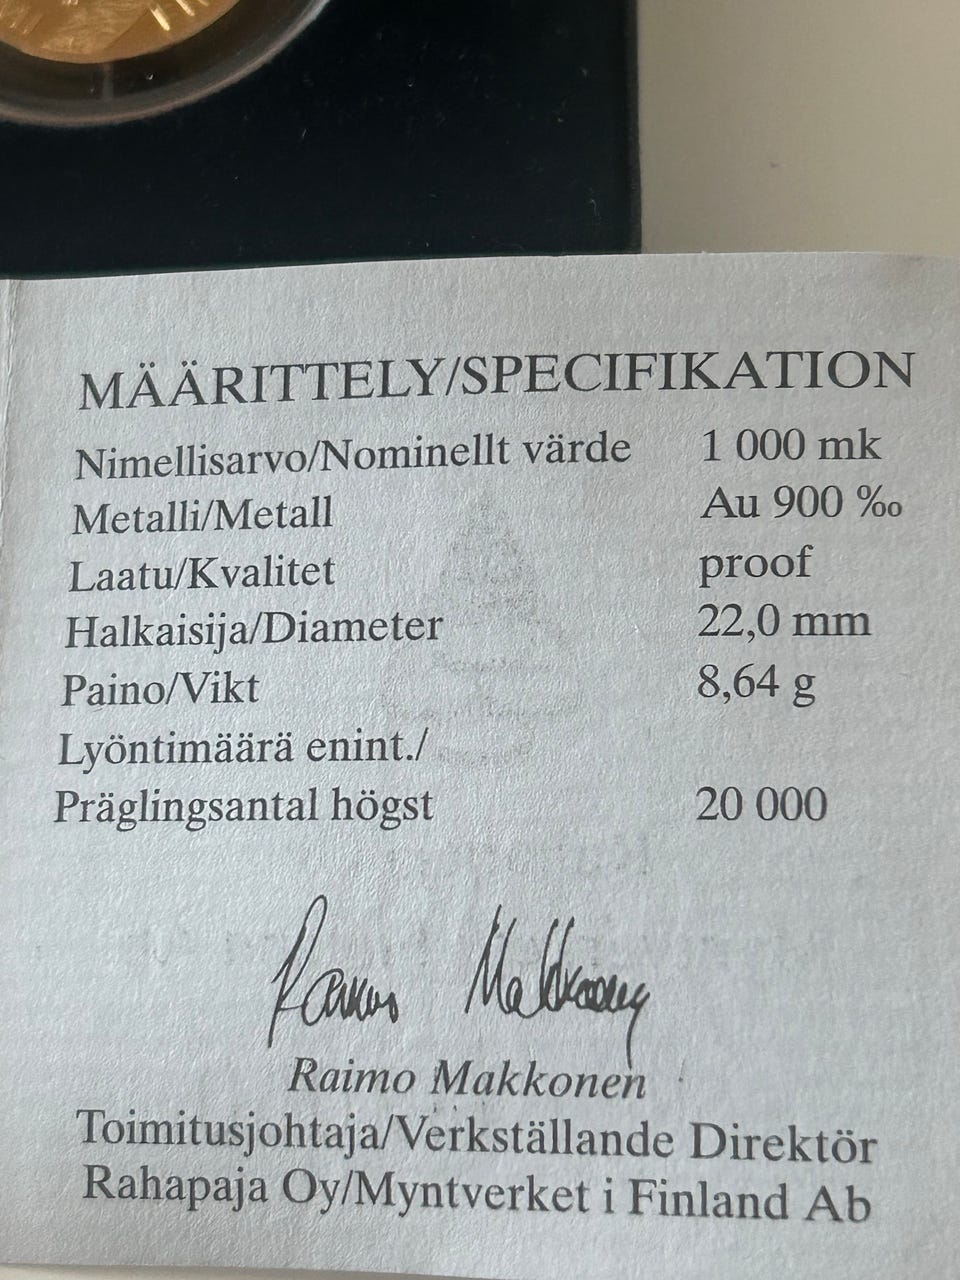 MÄÄRITTELY/SPECIFIKATION
Nimellisarvo/Nominellt värde 1 000 mk
Metalli/Metall Au 900 ‰
Laatu/Kvalitet proof
Halkaisija/Diameter 22,0 mm
Paino/Vikt 8,64 g
Lyöntimäärä enint./
Präglingsantal högst 20 000
Raimo Makkonen
Raimo Makkonen
Toimitusjohtaja/Verkställande Direktör
Rahapaja Oy/Myntverket i Finland Ab